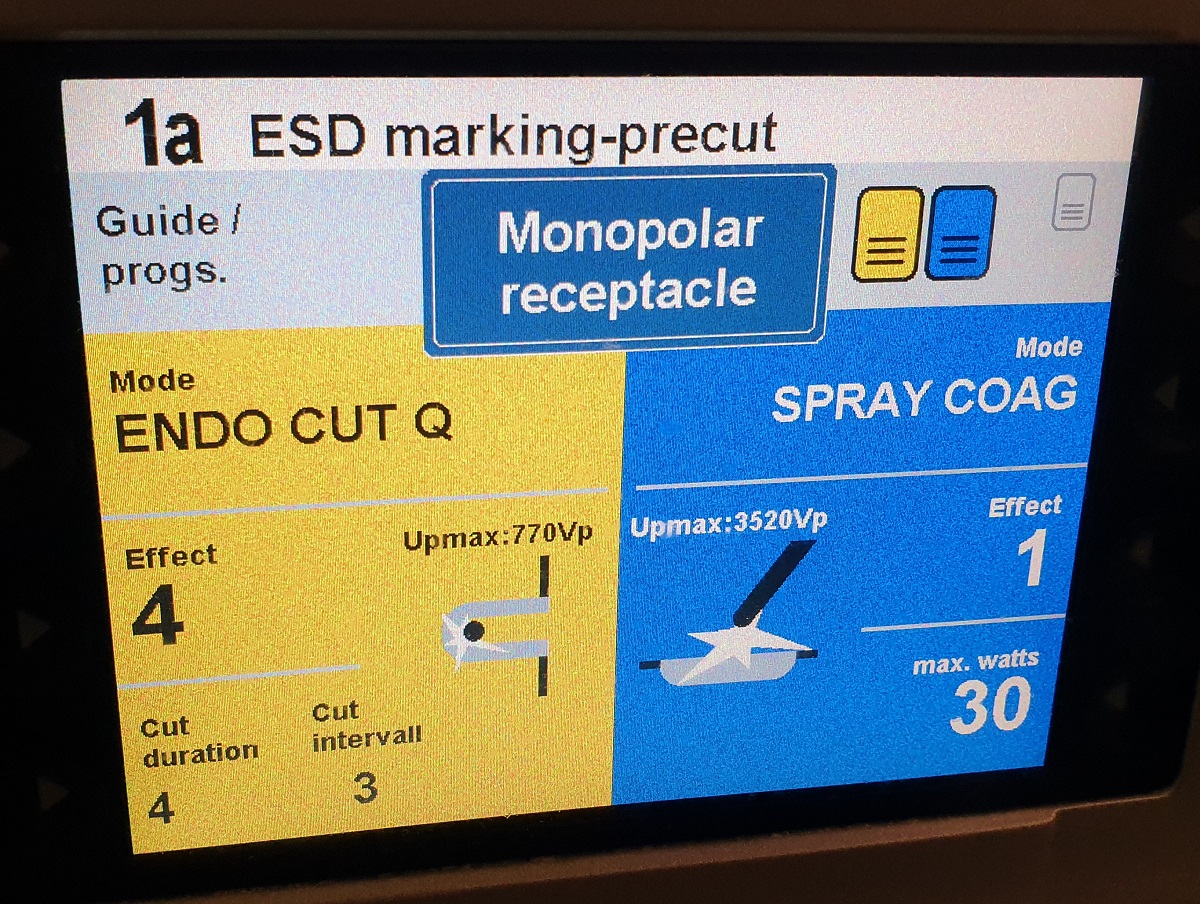 1a ESD marking-precut
Guide /
progs.
Monopolar
receptacle
Mode
ENDO CUT Q
Effect
4
Upmax:770Vp
Cut
duration
4
Cut
intervall
3
Mode
SPRAY COAG
Upmax:3520Vp
Effect
1
max. watts
30